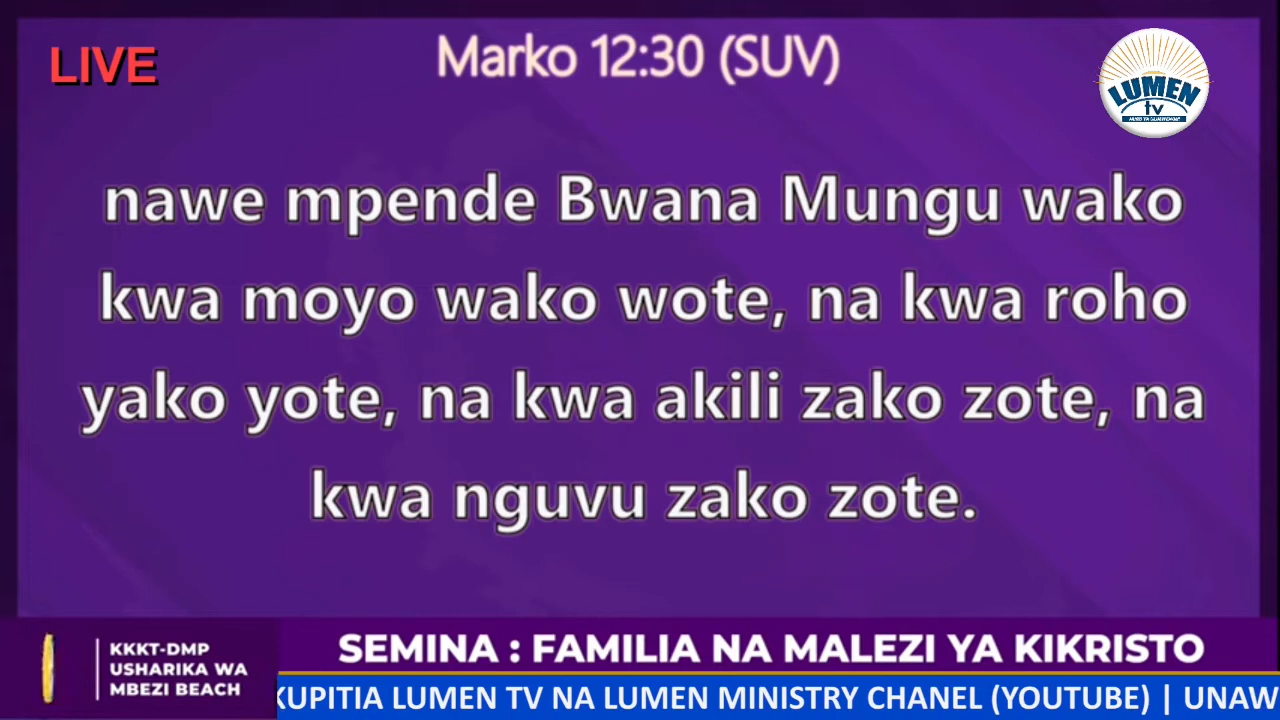 LIVE
Marko 12:30 (SUV)
LUMEN
tv
nawe mpende Bwana Mungu wako
kwa moyo wako wote, na kwa roho
yako yote, na kwa akili zako zote, na
kwa nguvu zako zote.
KKKT-DMP
USHARIKA WA
MBEZI BEACH
SEMINA : FAMILIA NA MALEZI YA KIKRISTO
KUPITIA LUMEN TV NA LUMEN MINISTRY CHANEL (YOUTUBE) | UNAW